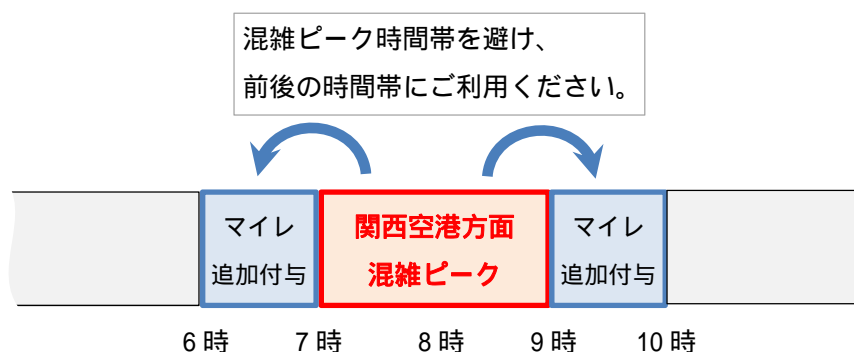 混雑ピーク時間帯を避け、
前後の時間帯にご利用ください。
マイレ
追加付与
関西空港方面
混雑ピーク
マイレ
追加付与
6 時 7 時 8 時 9 時 10 時